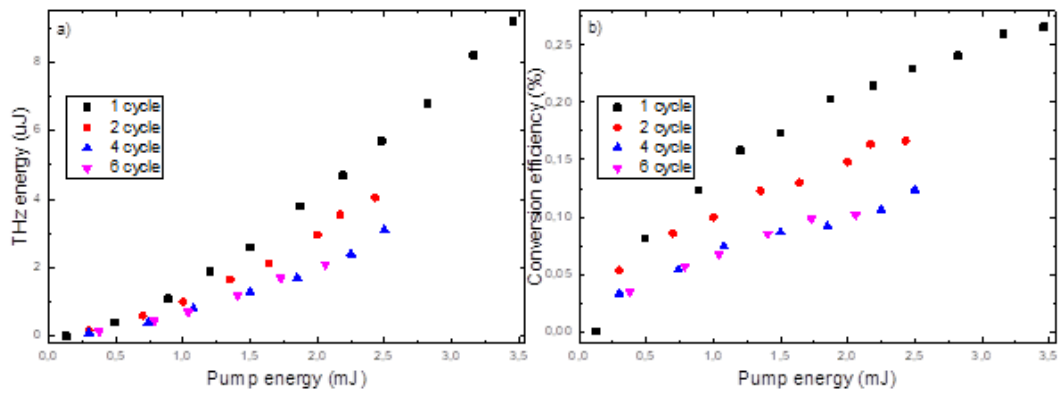 a)
THz energy (uJ)
8
6
4
2
0
1 cycle
2 cycle
4 cycle
6 cycle
0,0 0,5 1,0 1,5 2,0 2,5 3,0 3,5
Pump energy (mJ)
b)
Conversion efficiency (%)
0,25
0,20
0,15
0,10
0,05
0,00
1 cycle
2 cycle
4 cycle
6 cycle
0,0 0,5 1,0 1,5 2,0 2,5 3,0 3,5
Pump energy (mJ)